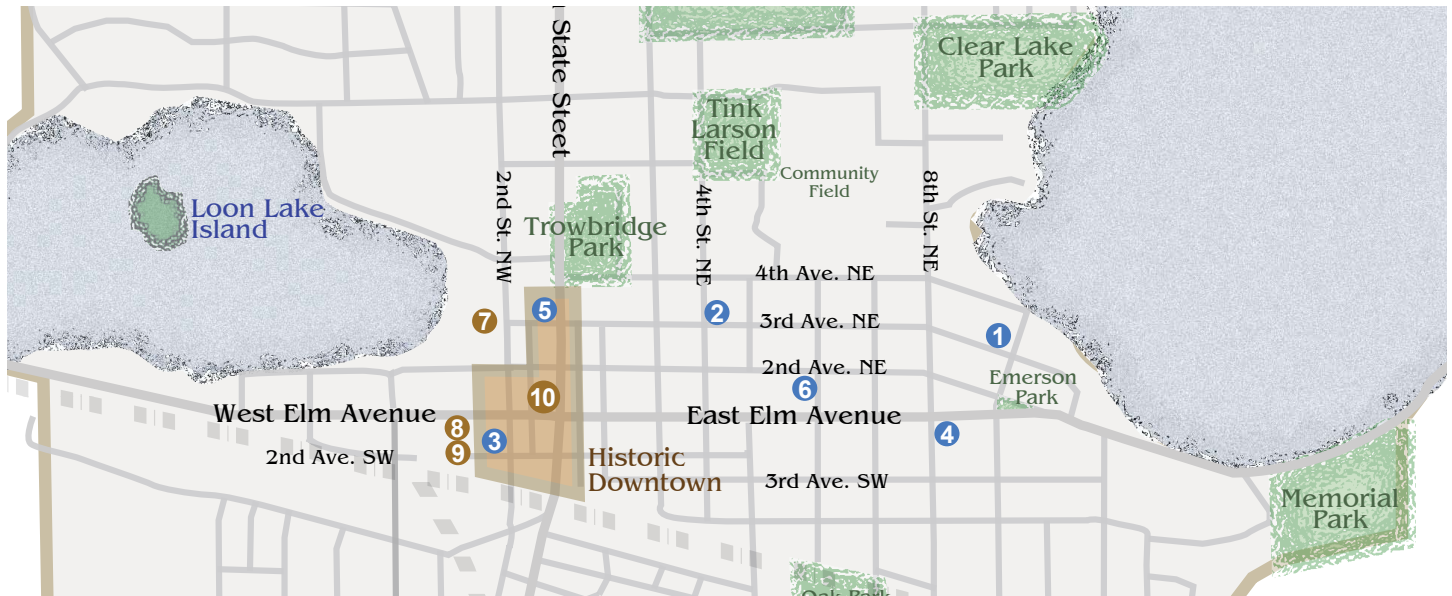 State Steet
Clear Lake
Park
Tink
Larson
Field
Community
Field
2nd St. NW
4th St. NE
8th St. NE
Loon Lake
Island
Trowbridge
Park
4th Ave. NE
5
2
3rd Ave. NE
7
1
2nd Ave. NE
Emerson
Park
6
10
West Elm Avenue
East Elm Avenue
8
3
4
9
2nd Ave. SW
Historic
Downtown
3rd Ave. SW
Memorial
Park
Oak Park